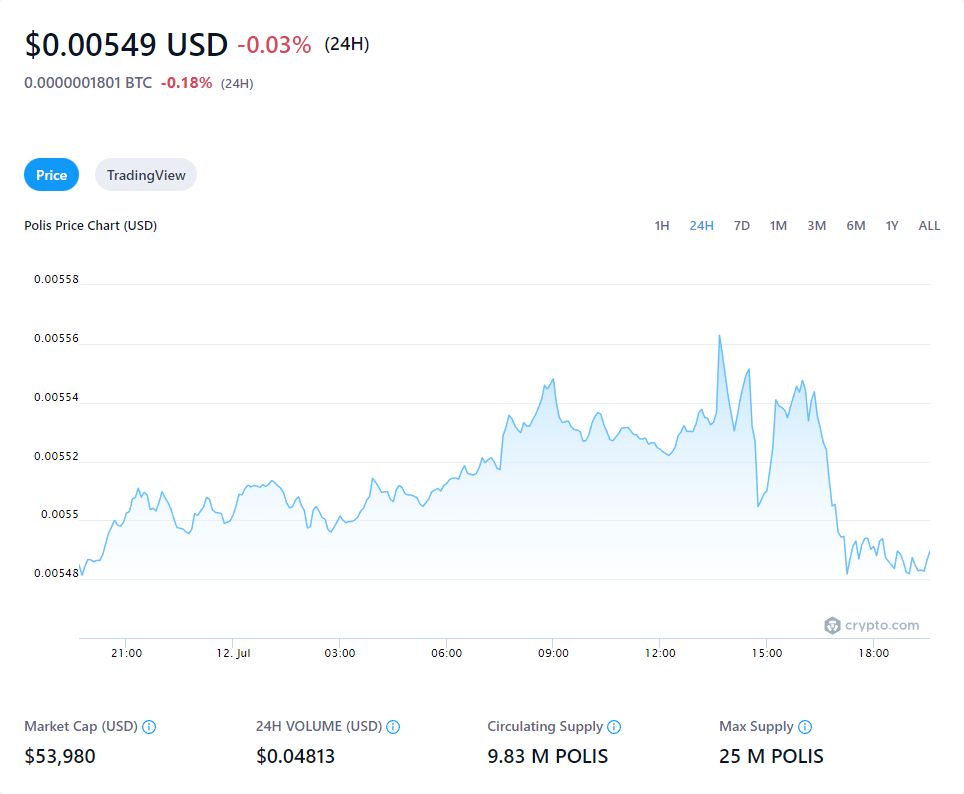 $0.00549 USD -0.03% (24H)
0.0000001801 BTC -0.18% (24H)
Price TradingView
Polis Price Chart (USD) 1H 24H 7D 1M 3M 6M 1Y ALL
0.00558
0.00556
0.00554
0.00552
0.0055
0.00548
crypto.com
21:00 12. Jul 03:00 06:00 09:00 12:00 15:00 18:00
Market Cap (USD) 24H VOLUME (USD) Circulating Supply Max Supply
$53,980 $0.04813 9.83 M POLIS 25 M POLIS